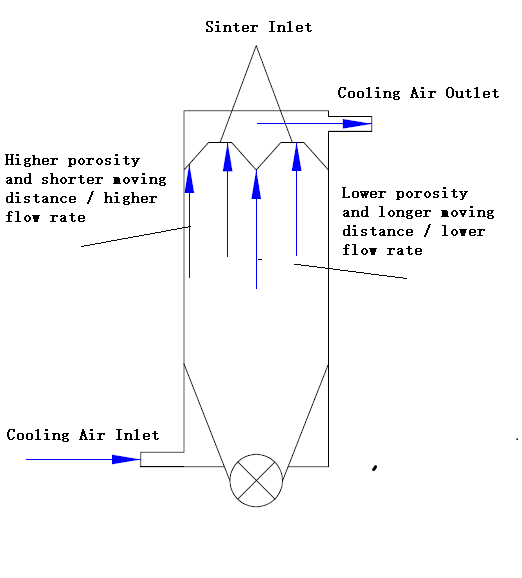 Sinter Inlet
Cooling Air Outlet
Higher porosity
and shorter moving
distance / higher
flow rate
Lower porosity
and longer moving
distance / lower
flow rate
Cooling Air Inlet